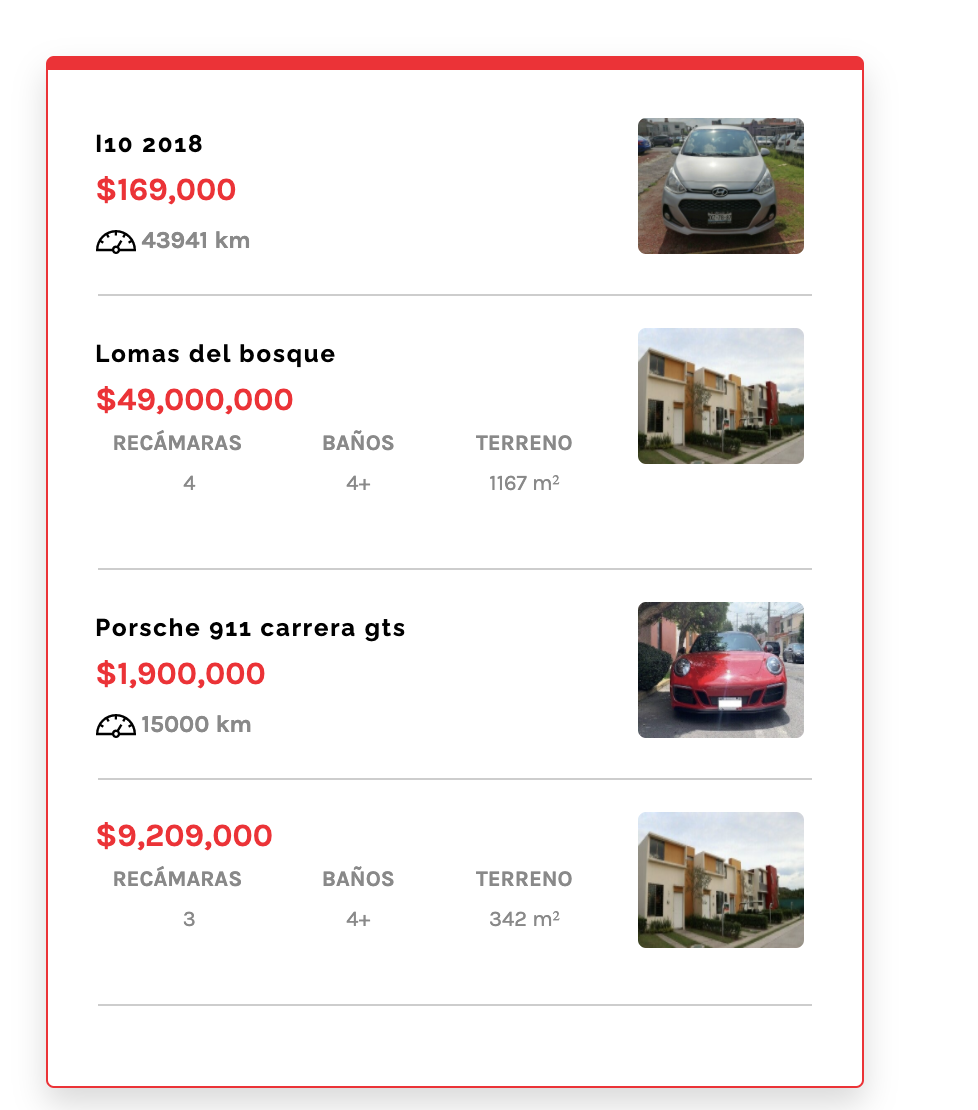 I10 2018
$169,000
43941 km
Lomas del bosque
$49,000,000
RECÁMARAS BAÑOS TERRENO
4 4+ 1167 m²
Porsche 911 carrera gts
$1,900,000
15000 km
$9,209,000
RECÁMARAS BAÑOS TERRENO
3 4+ 342 m²